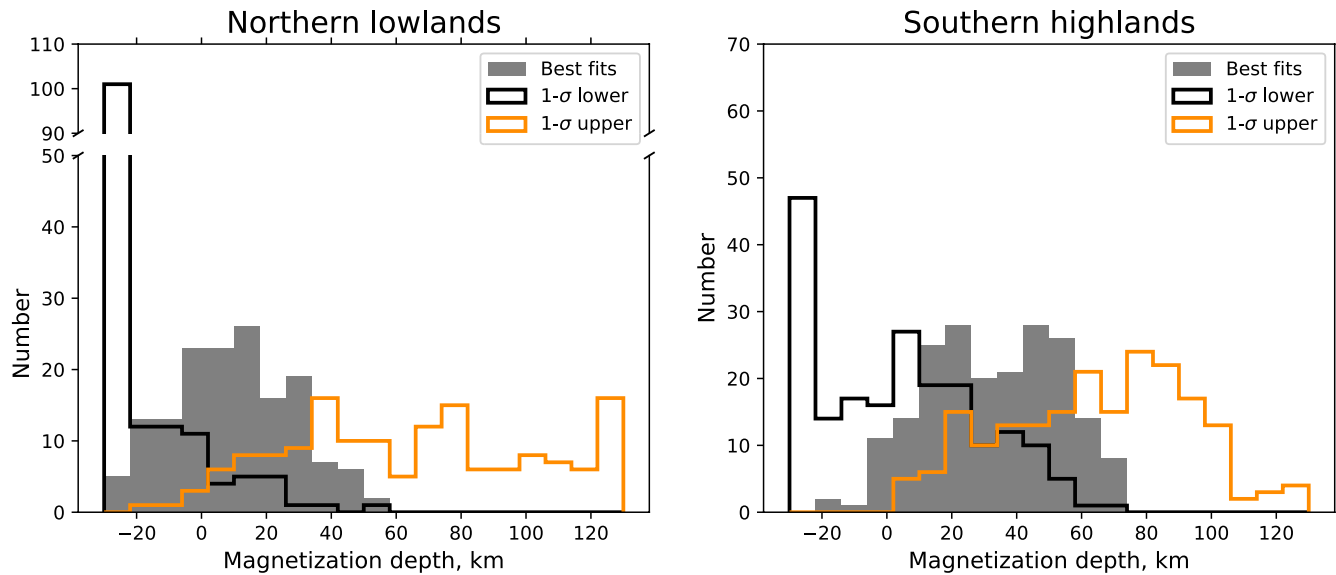 Northern lowlands
110
100
90
50
40
30
20
10
0
Number
−20
0
20
40
60
80
100
120
Magnetization depth, km
Best fits
1-σ lower
1-σ upper
Southern highlands
70
60
50
40
30
20
10
0
Number
−20
0
20
40
60
80
100
120
Magnetization depth, km
Best fits
1-σ lower
1-σ upper